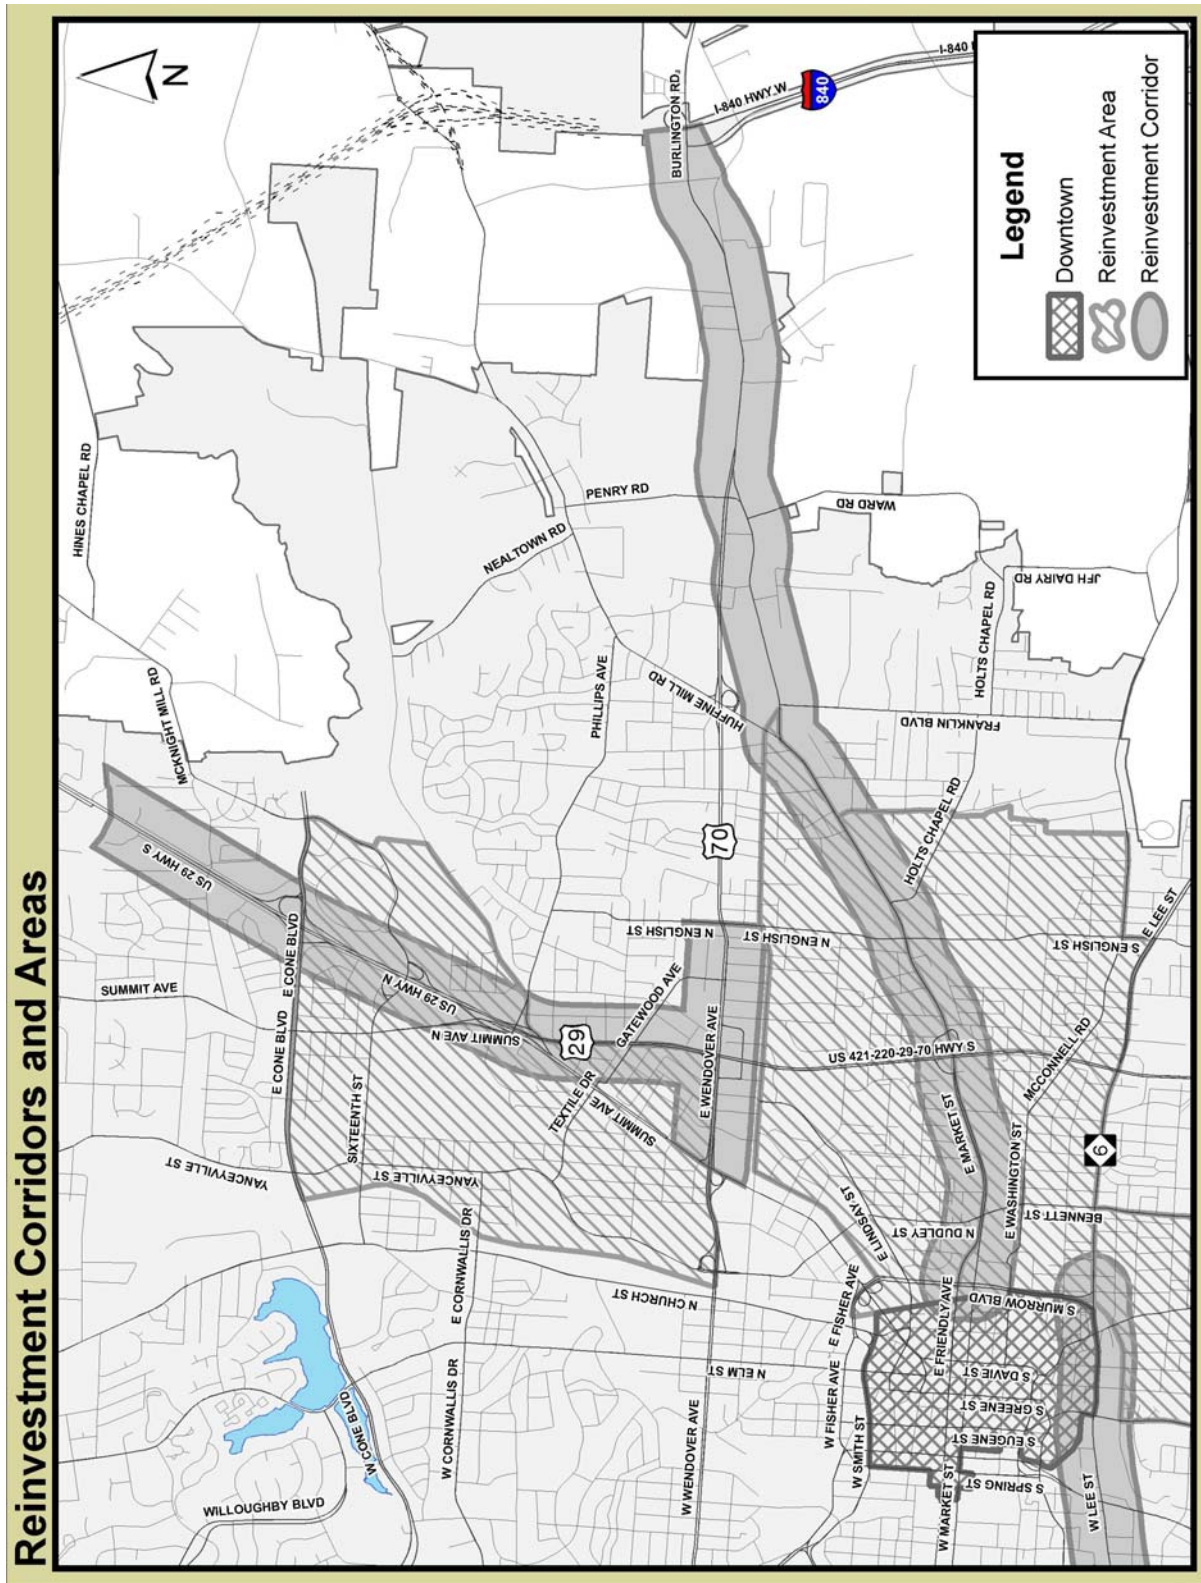 Reinvestment Corridors and Areas
N
HINES CHAPEL RD
MCKNIGHT MILL RD
US 29 HWY S
SUMMIT AVE
E CONE BLVD
E CONE BLVD
YANCEYVILLE ST
SIXTEENTH ST
US 29 HWY N
SUMMIT AVE N
YANCEYVILLE ST
W CONE BLVD
WILLOUGHBY BLVD
E CORNWALLIS DR
W CORNWALLIS DR
NEALTOWN RD
PENRY RD
PHILLIPS AVE
HUFFINE MILL RD
29
TEXTILE DR
SUMMIT AVE
GATEWOOD AVE
N ENGLISH ST
N ENGLISH ST
70
E WENDOVER AVE
W WENDOVER AVE
N CHURCH ST
N ELM ST
BURLINGTON RD
I-840 HWY W
840
WARD RD
HOLTS CHAPEL RD
JFH DAIRY RD
FRANKLIN BLVD
HOLTS CHAPEL RD
S ENGLISH ST
E LEE ST
US 421-220-29-70 HWY S
MCCONNELL RD
E MARKET ST
E WASHINGTON ST
6
BENNETT ST
N DUDLEY ST
E LINDSAY ST
E FISHER AVE
W FISHER AVE
W SMITH ST
E FRIENDLY AVE
S MURROW BLVD
S DAVIE ST
S GREENE ST
S EUGENE ST
S SPRING ST
W MARKET ST
W LEE ST
Legend
Downtown
Reinvestment Area
Reinvestment Corridor